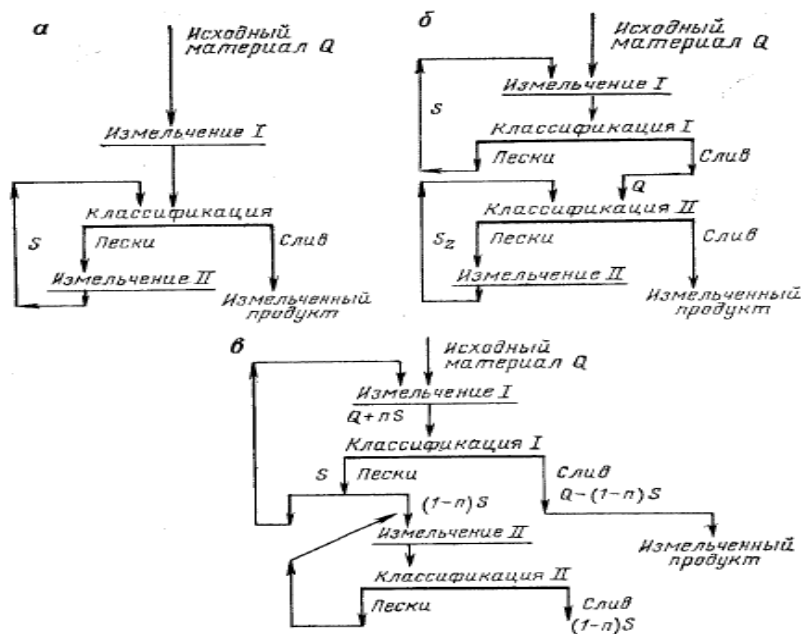 а
Исходный
материал Q
Измельчение I
Классификация
S
Пески
Слив
Измельчение II
Измельченный
продукт
б
Исходный
материал Q
Измельчение I
S
Классификация I
Пески
Слив
Q
Классификация II
S₂
Пески
Слив
Измельчение II
Измельченный
продукт
в
Исходный
материал Q
Измельчение I
Q+nS
Классификация I
S
Пески
Слив
(1-n)S
Q-(1-n)S
Измельчение II
Измельченный
продукт
Классификация II
Пески
Слив
(1-n)S